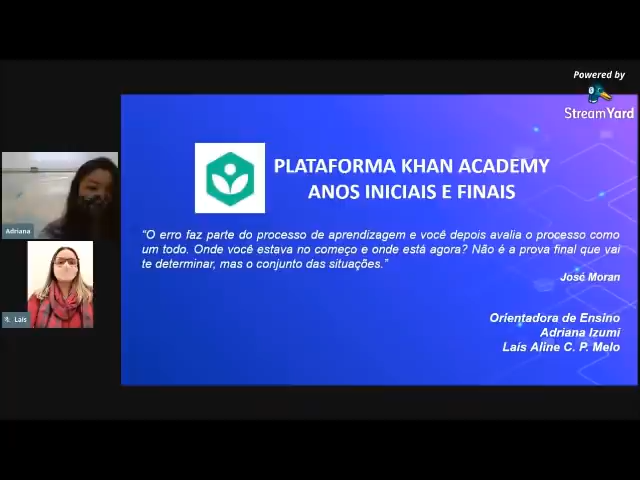 Powered by
StreamYard
PLATAFORMA KHAN ACADEMY
ANOS INICIAIS E FINAIS
“O erro faz parte do processo de aprendizagem e você depois avalia o processo como
um todo. Onde você estava no começo e onde está agora? Não é a prova final que vai
te determinar, mas o conjunto das situações.”
José Moran
Orientadora de Ensino
Adriana Izumi
Laís Aline C. P. Melo
Adriana
Laís